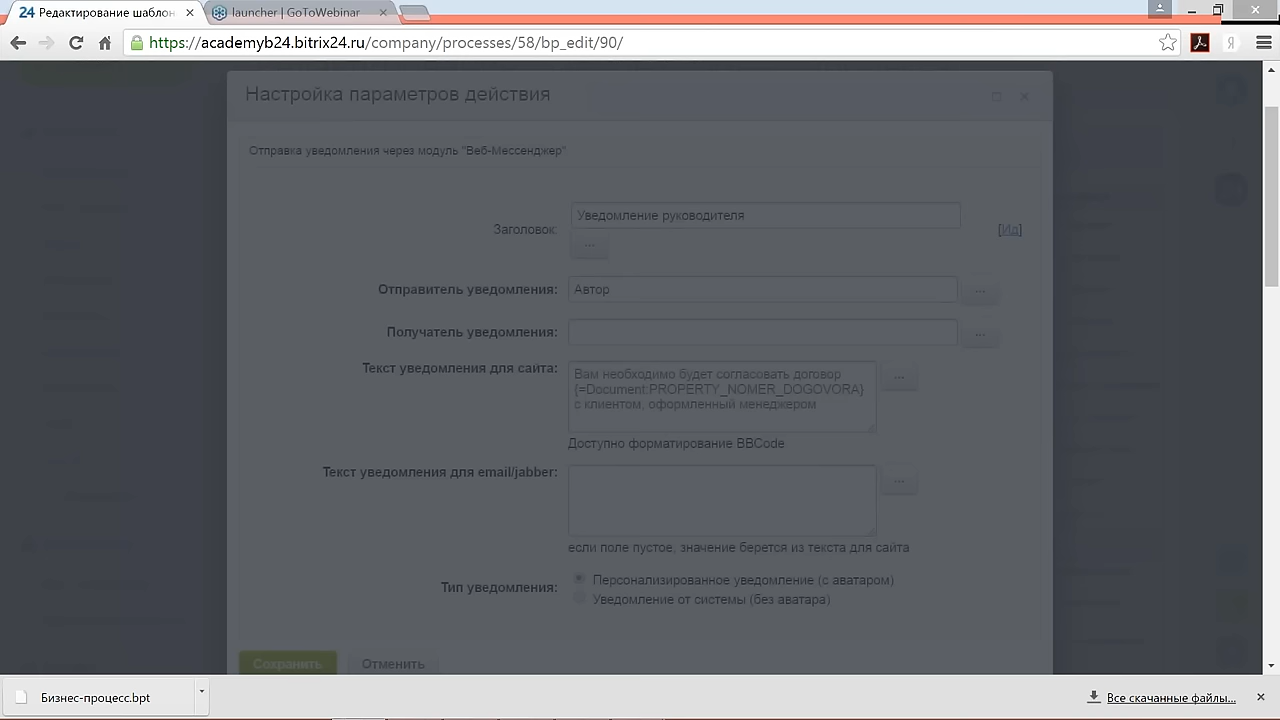 24 Редактирование шаблон
launcher | GoToWebinar
https://academyb24.bitrix24.ru/company/processes/58/bp_edit/90/
Настройка параметров действия
Отправка уведомления через модуль "Веб-Мессенджер"
Заголовок:
Уведомление руководителя
[Ид]
...
Отправитель уведомления:
Автор
...
Получатель уведомления:
...
Текст уведомления для сайта:
Вам необходимо будет согласовать договор
{=Document:PROPERTY_NOMER_DOGOVORA}
с клиентом, оформленный менеджером
...
Доступно форматирование BBCode
Текст уведомления для email/jabber:
...
если поле пустое, значение берется из текста для сайта
Тип уведомления:
Персонализированное уведомление (с аватаром)
Уведомление от системы (без аватара)
Сохранить
Отменить
Бизнес-процесс.bpt
Все скачанные файлы...